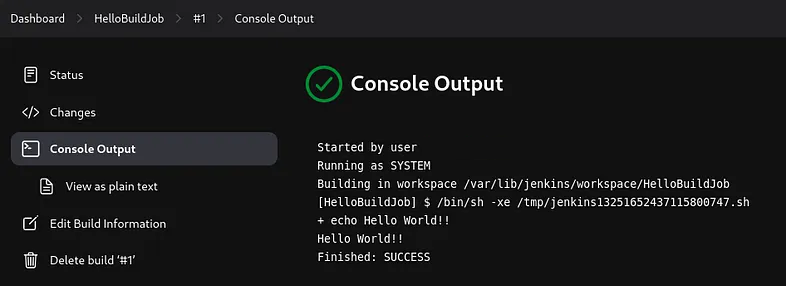 Dashboard > HelloBuildJob > #1 > Console Output
Status
Changes
Console Output
View as plain text
Edit Build Information
Delete build ‘#1’
Console Output
Started by user
Running as SYSTEM
Building in workspace /var/lib/jenkins/workspace/HelloBuildJob
[HelloBuildJob] $ /bin/sh -xe /tmp/jenkins13251652437115800747.sh
+ echo Hello World!!
Hello World!!
Finished: SUCCESS